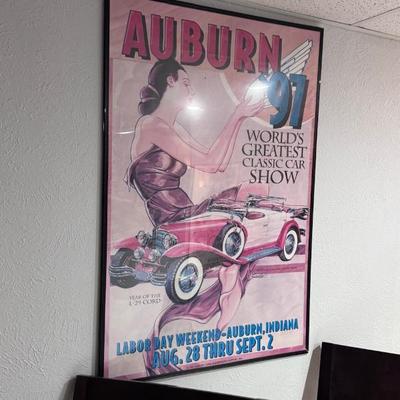 AUBURN
'97
WORLD'S
GREATEST
CLASSIC CAR
SHOW
YEAR OF THE
L-29 CORD
LABOR DAY WEEKEND-AUBURN, INDIANA
AUG. 28 THRU SEPT. 2